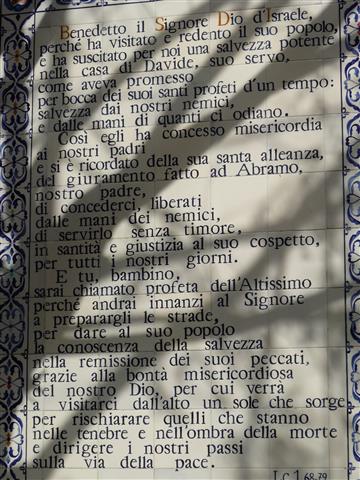 Benedetto il Signore Dio d'Israele,
perché ha visitato e redento il suo popolo,
e ha suscitato per noi una salvezza potente
nella casa di Davide, suo servo,
come aveva promesso
per bocca dei suoi santi profeti d'un tempo:
salvezza dai nostri nemici,
e dalle mani di quanti ci odiano.
Così egli ha concesso misericordia
ai nostri padri
e si è ricordato della sua santa alleanza,
del giuramento fatto ad Abramo,
nostro padre,
di concederci, liberati
dalle mani dei nemici,
di servirlo senza timore,
in santità e giustizia al suo cospetto,
per tutti i nostri giorni.
E tu, bambino,
sarai chiamato profeta dell'Altissimo
perché andrai innanzi al Signore
a preparargli le strade,
per dare al suo popolo
la conoscenza della salvezza
nella remissione dei suoi peccati,
grazie alla bontà misericordiosa
del nostro Dio, per cui verrà
a visitarci dall'alto un sole che sorge,
per rischiarare quelli che stanno
nelle tenebre e nell'ombra della morte
e dirigere i nostri passi
sulla via della pace.
Lc 1,68-79